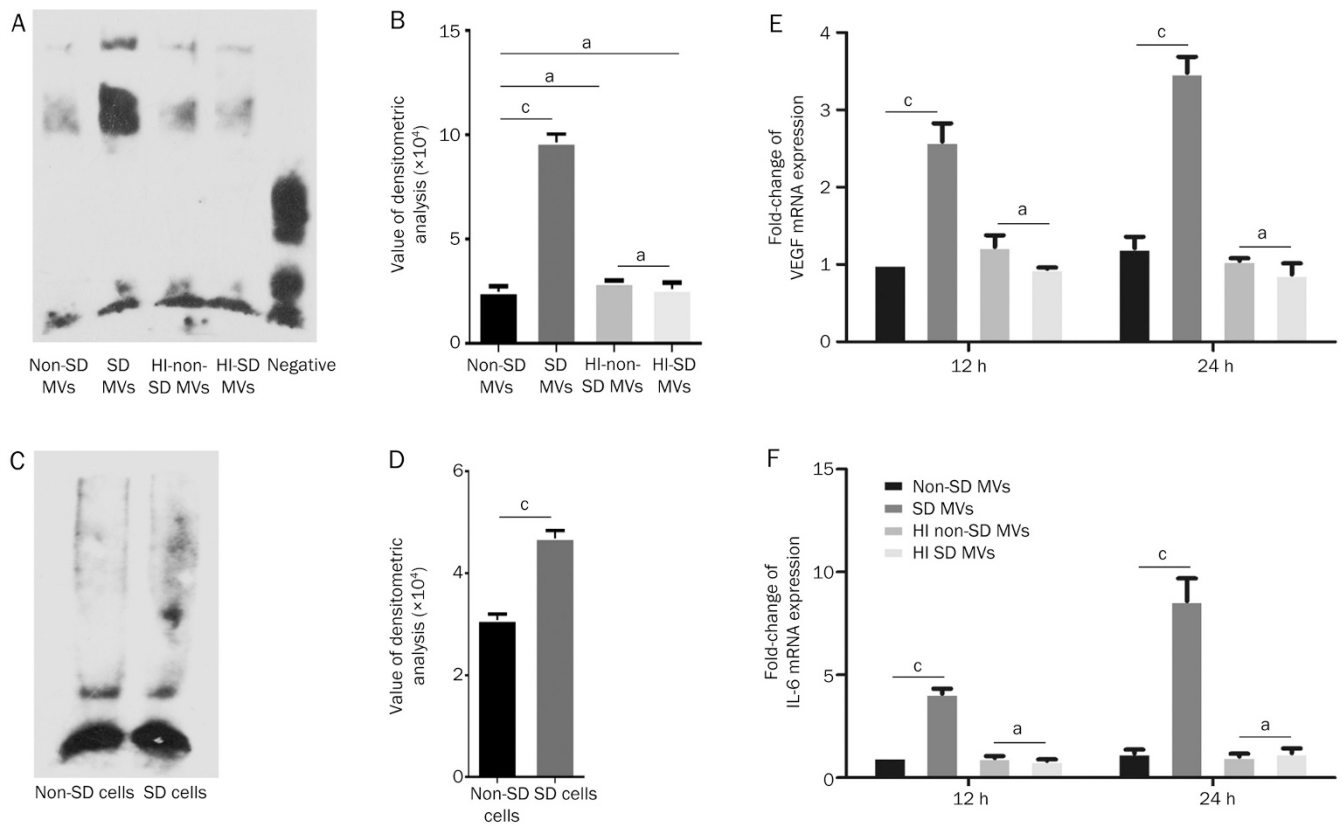 A
Non-SD MVs
SD MVs
HI-non-SD MVs
HI-SD MVs
Negative
B
Value of densitometric
analysis (×10⁴)
15
10
5
0
a
a
c
a
Non-SD MVs
SD MVs
HI-non-SD MVs
HI-SD MVs
C
Non-SD cells
SD cells
D
Value of densitometric
analysis (×10⁴)
6
4
2
0
c
Non-SD cells
SD cells
E
Fold-change of
VEGF mRNA expression
4
3
2
1
0
c
a
c
a
12 h
24 h
F
Fold-change of
IL-6 mRNA expression
15
10
5
0
Non-SD MVs
SD MVs
HI non-SD MVs
HI SD MVs
c
a
c
a
12 h
24 h